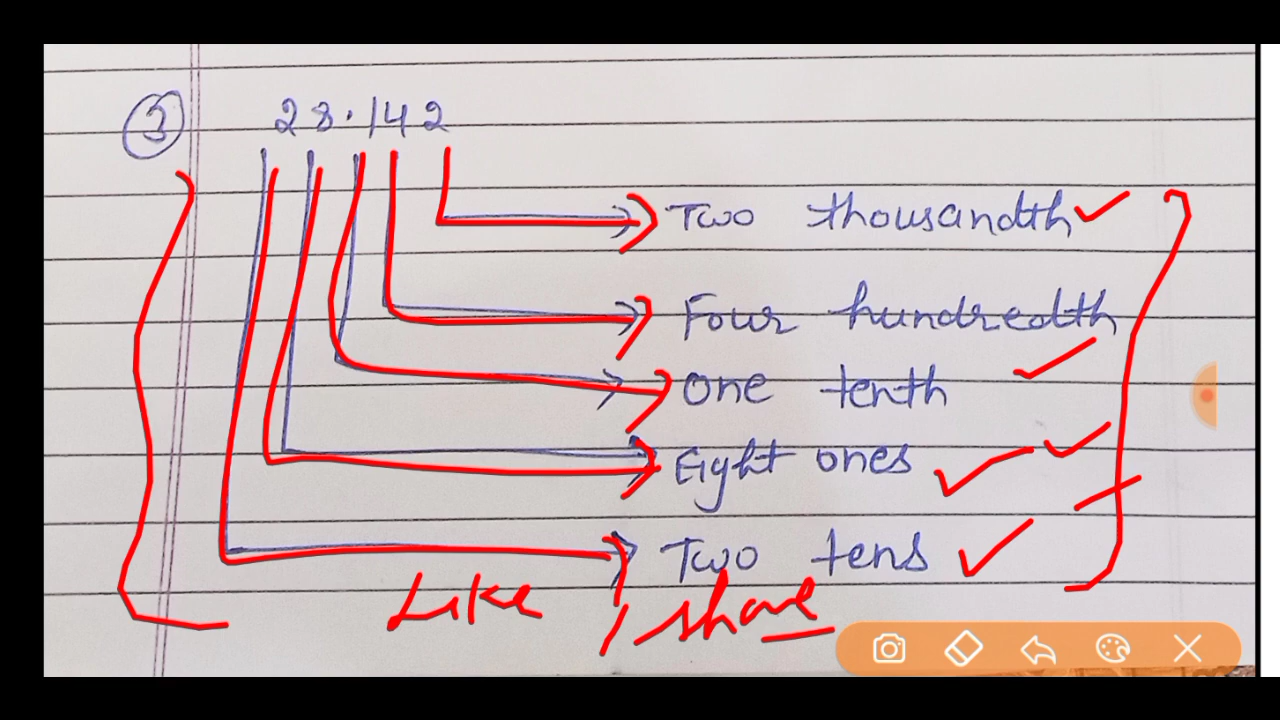 3 28.142
Two thousandth
Four hundredth
One tenth
Eight ones
Two tens
Like , share